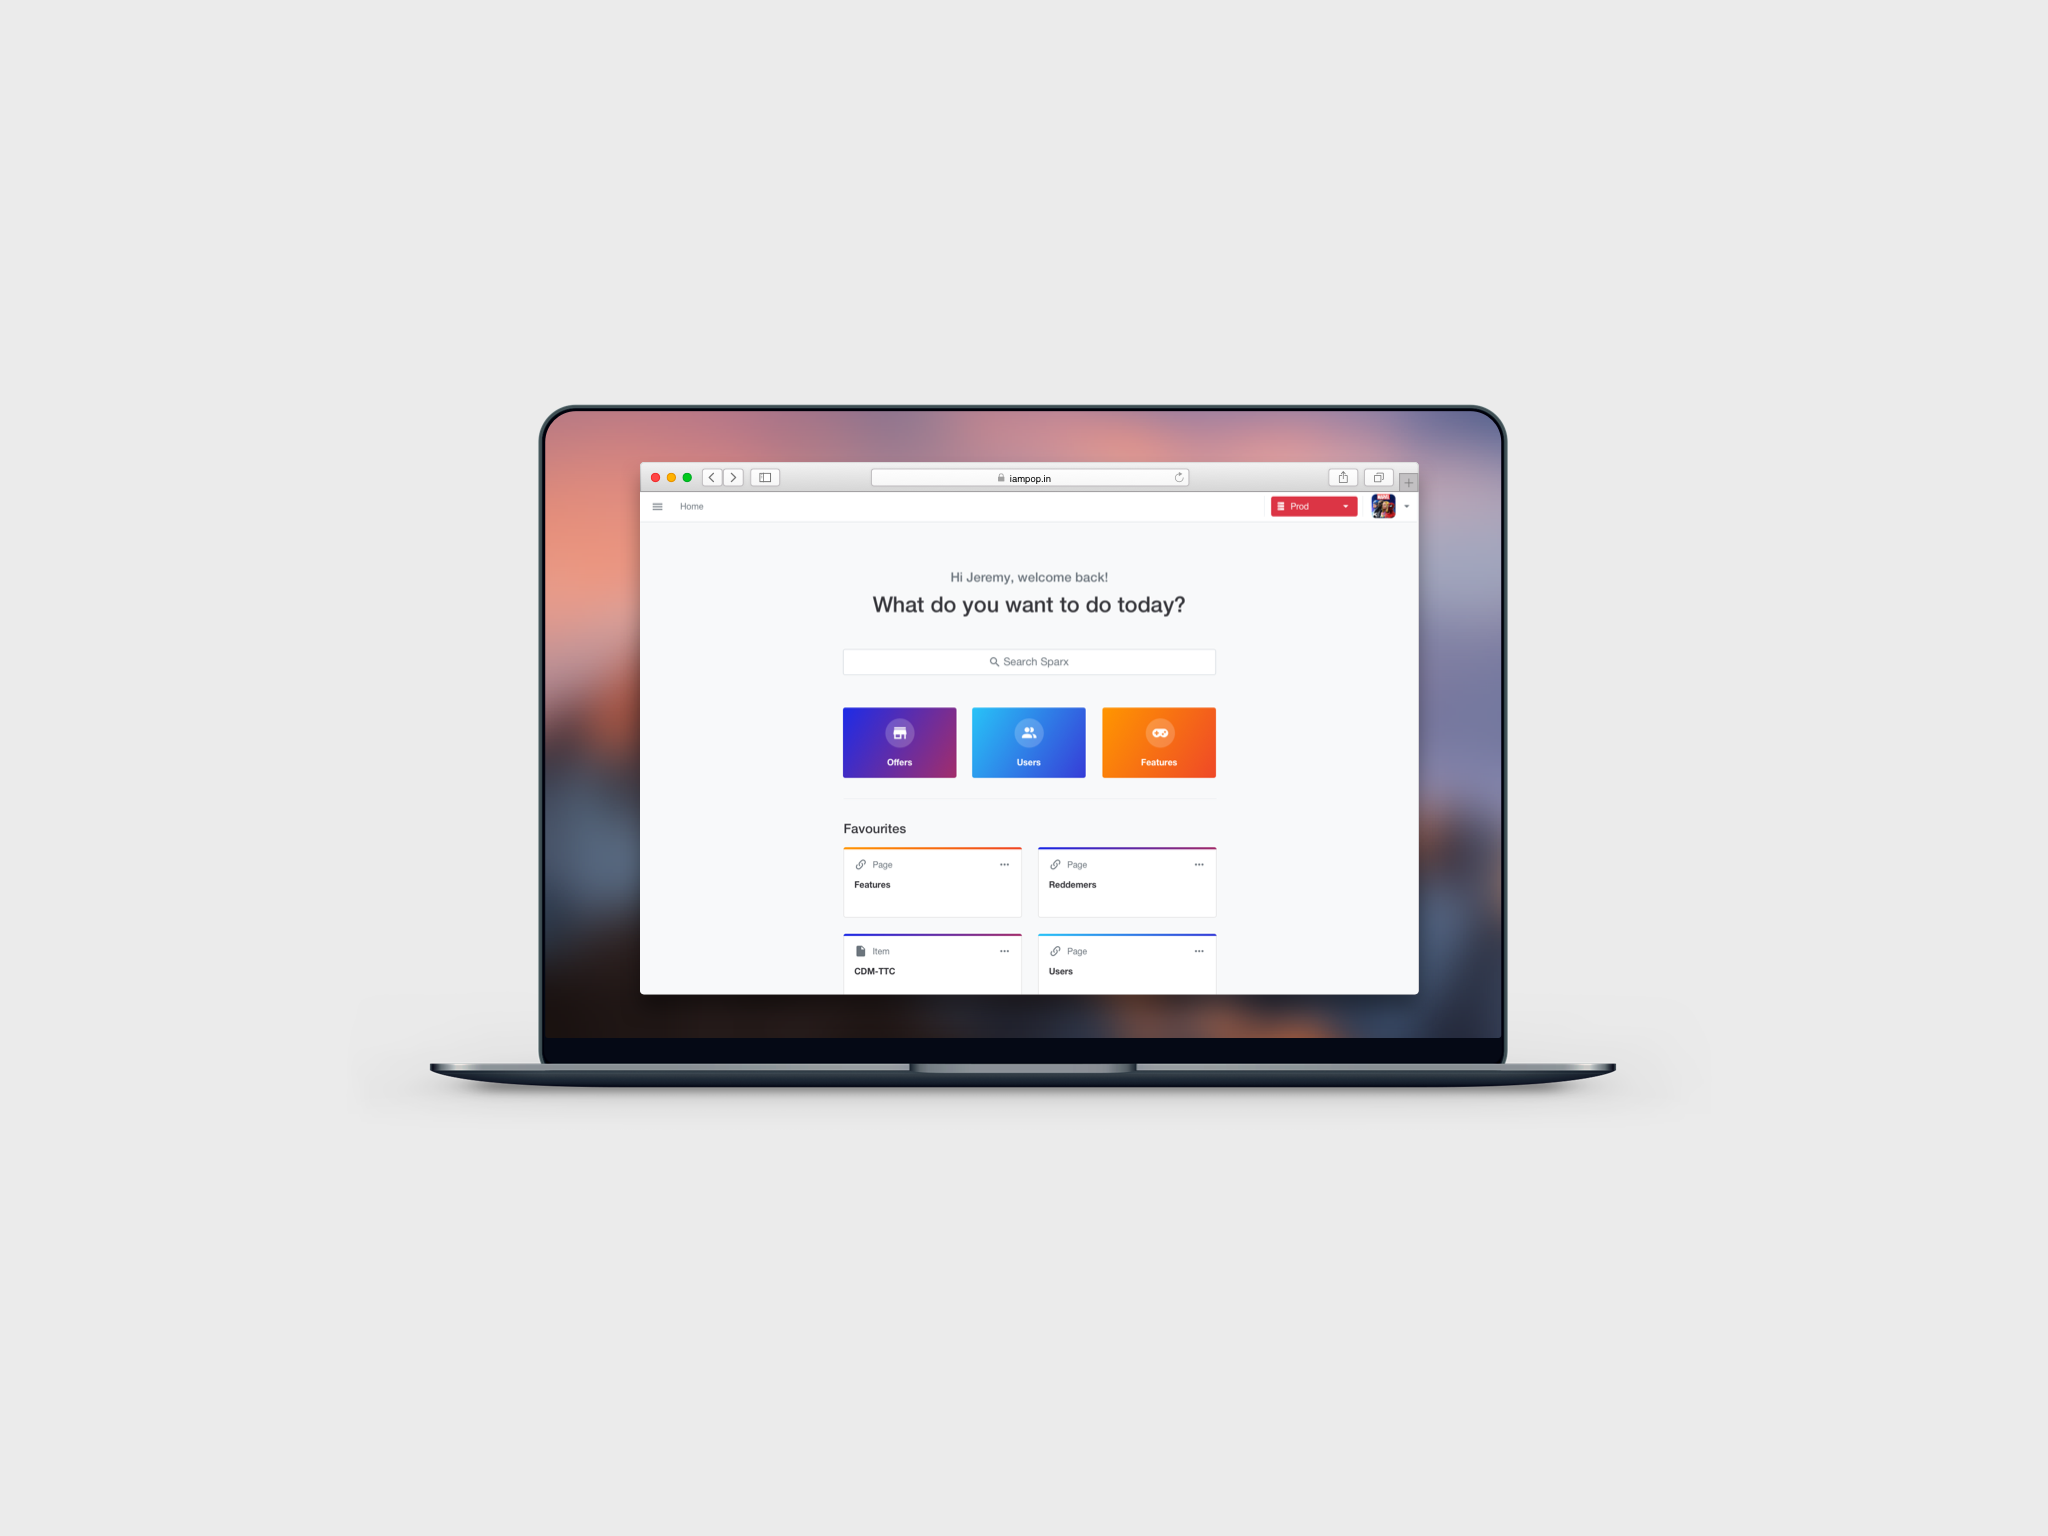 iampop.in
Home
Prod
MARVEL
Hi Jeremy, welcome back!
What do you want to do today?
Search Sparx
Offers
Users
Features
Favourites
Page
Features
Page
Reddemers
Item
CDM-TTC
Page
Users